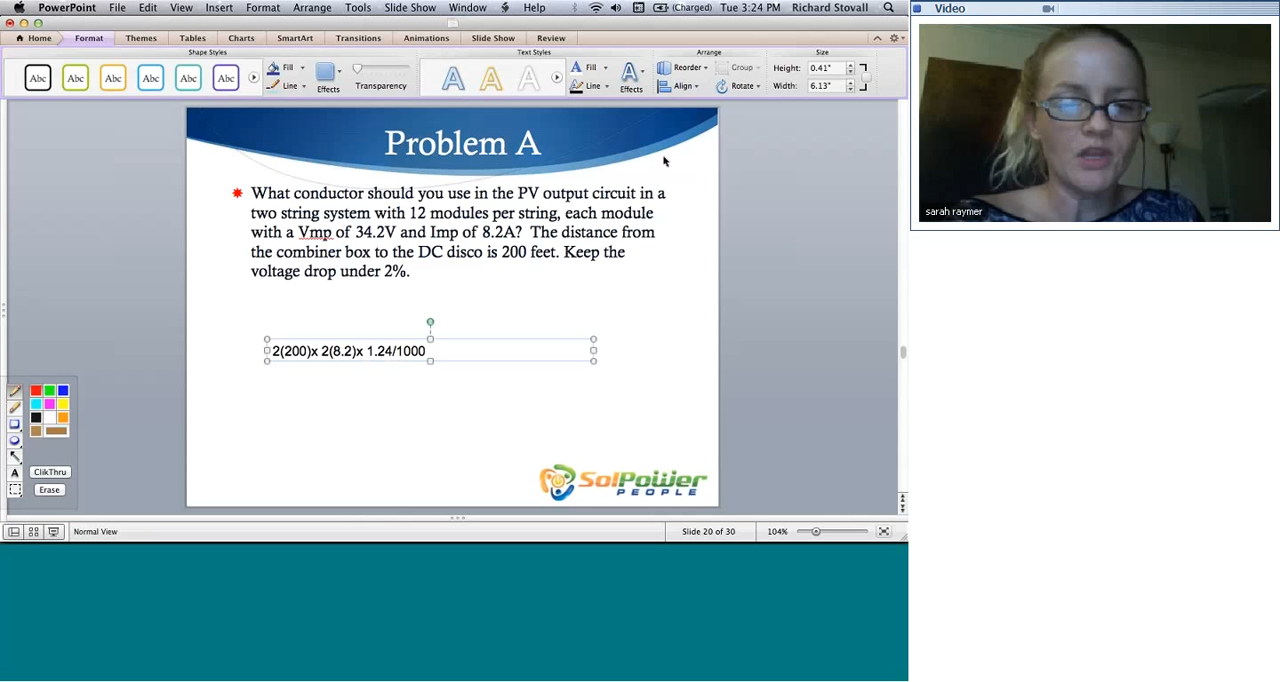 PowerPoint File Edit View Insert Format Arrange Tools Slide Show Window Help (Charged) Tue 3:24 PM Richard Stovall
Video
Home Format Themes Tables Charts SmartArt Transitions Animations Slide Show Review
Shape Styles Text Styles Arrange Size
Abc Abc Abc Abc Abc Abc Fill Line Effects Transparency A A A Fill Line Effects Reorder Group Align Rotate Height: 0.41" Width: 6.13"
Problem A
What conductor should you use in the PV output circuit in a
two string system with 12 modules per string, each module
with a Vmp of 34.2V and Imp of 8.2A? The distance from
the combiner box to the DC disco is 200 feet. Keep the
voltage drop under 2%.
2(200)x 2(8.2)x 1.24/1000
sarah raymer
A
ClikThru
Erase
SolPower
PEOPLE
Normal View Slide 20 of 30 104%